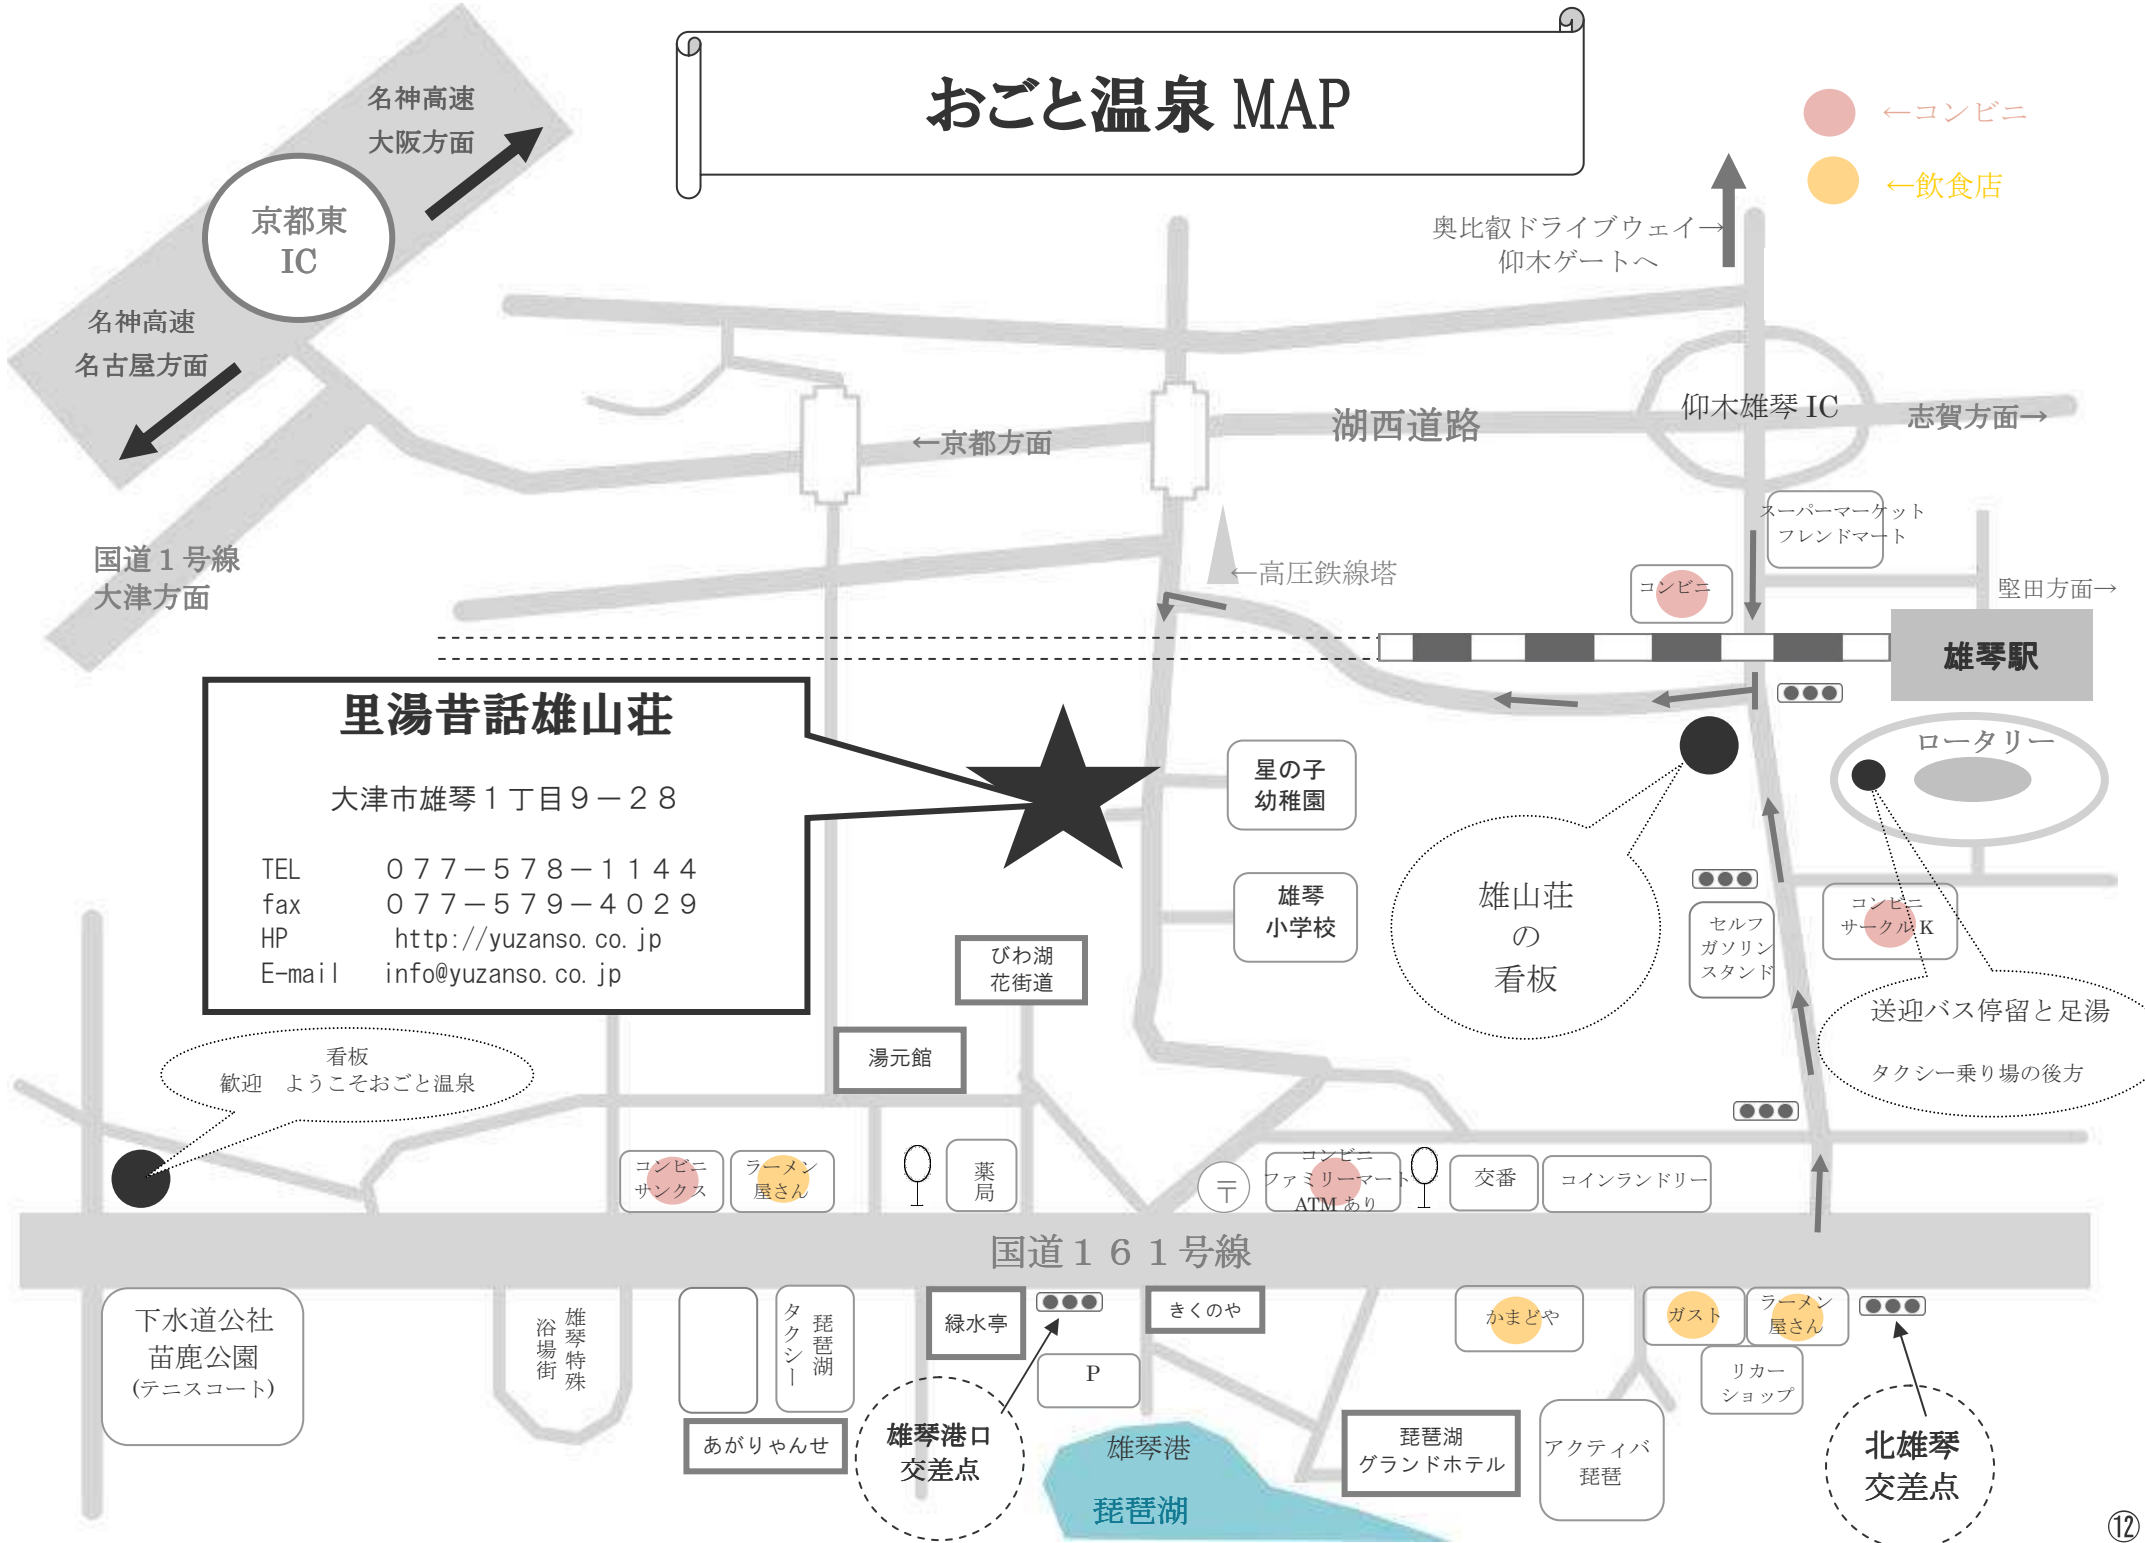 おごと温泉 MAP
←コンビニ
←飲食店
名神高速
大阪方面
京都東
IC
名神高速
名古屋方面
国道１号線
大津方面
奥比叡ドライブウェイ→
仰木ゲートへ
仰木雄琴 IC
志賀方面→
湖西道路
←京都方面
スーパーマーケット
フレンドマート
←高圧鉄線塔
コンビニ
堅田方面→
雄琴駅
ロータリー
里湯昔話雄山荘
大津市雄琴１丁目９－２８
TEL ０７７－５７８－１１４４
fax ０７７－５７９－４０２９
HP http://yuzanso.co.jp
E-mail info@yuzanso.co.jp
星の子
幼稚園
雄琴
小学校
雄山荘
の
看板
セルフ
ガソリン
スタンド
コンビニ
サークル K
送迎バス停留と足湯
タクシー乗り場の後方
びわ湖
花街道
湯元館
看板
歓迎　ようこそおごと温泉
コンビニ
サンクス
ラーメン
屋さん
薬局
〒
コンビニ
ファミリーマート
ATM あり
交番
コインランドリー
国道１６１号線
下水道公社
苗鹿公園
(テニスコート)
雄琴特殊
浴場街
琵琶湖
タクシー
緑水亭
きくのや
P
かまどや
ガスト
ラーメン
屋さん
リカー
ショップ
あがりゃんせ
雄琴港口
交差点
雄琴港
琵琶湖
琵琶湖
グランドホテル
アクティバ
琵琶
北雄琴
交差点
⑫